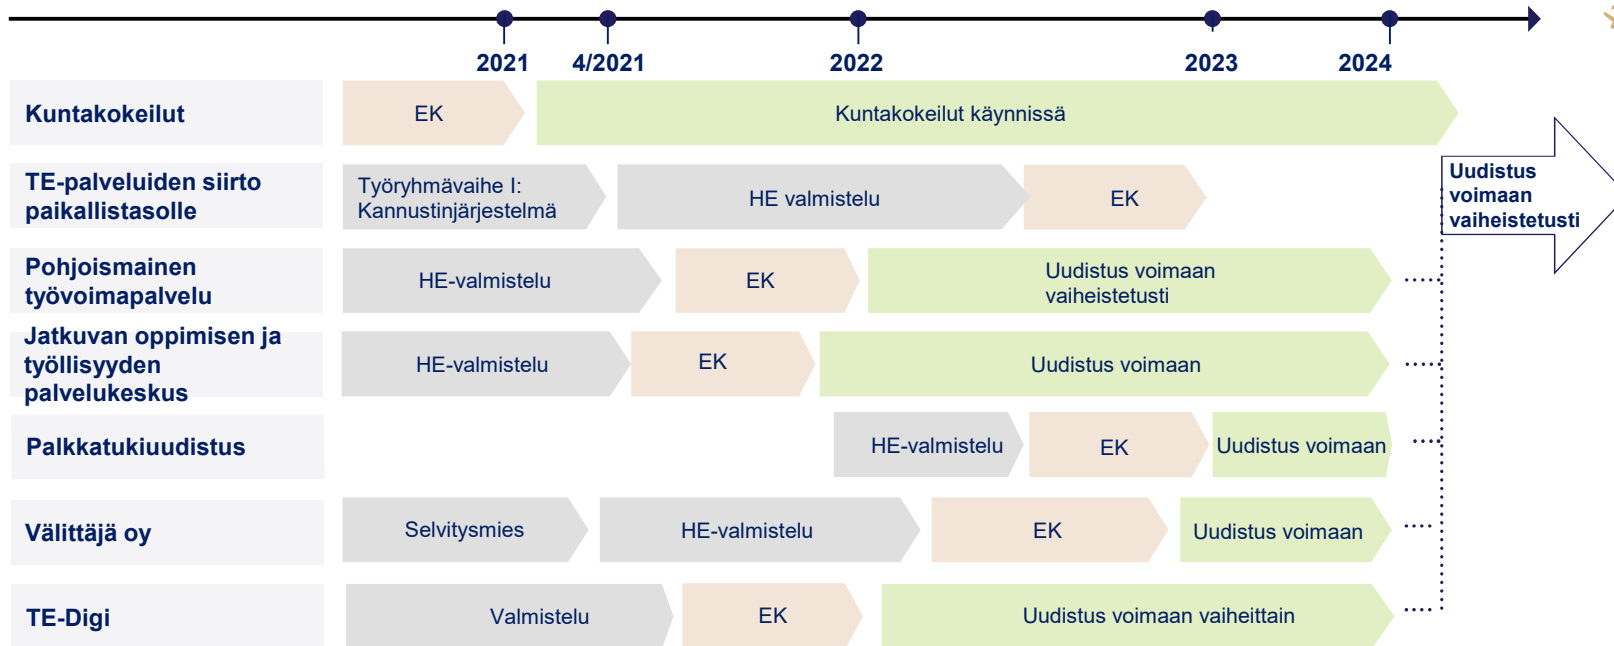 2021
4/2021
2022
2023
2024
Kuntakokeilut
EK
Kuntakokeilut käynnissä
TE-palveluiden siirto
paikallistasolle
Työryhmävaihe I:
Kannustinjärjestelmä
HE valmistelu
EK
Uudistus
voimaan
vaiheistetusti
Pohjoismainen
työvoimapalvelu
HE-valmistelu
EK
Uudistus voimaan
vaiheistetusti
Jatkuvan oppimisen ja
työllisyyden
palvelukeskus
HE-valmistelu
EK
Uudistus voimaan
Palkkatukiuudistus
HE-valmistelu
EK
Uudistus voimaan
Välittäjä oy
Selvitysmies
HE-valmistelu
EK
Uudistus voimaan
TE-Digi
Valmistelu
EK
Uudistus voimaan vaiheittain